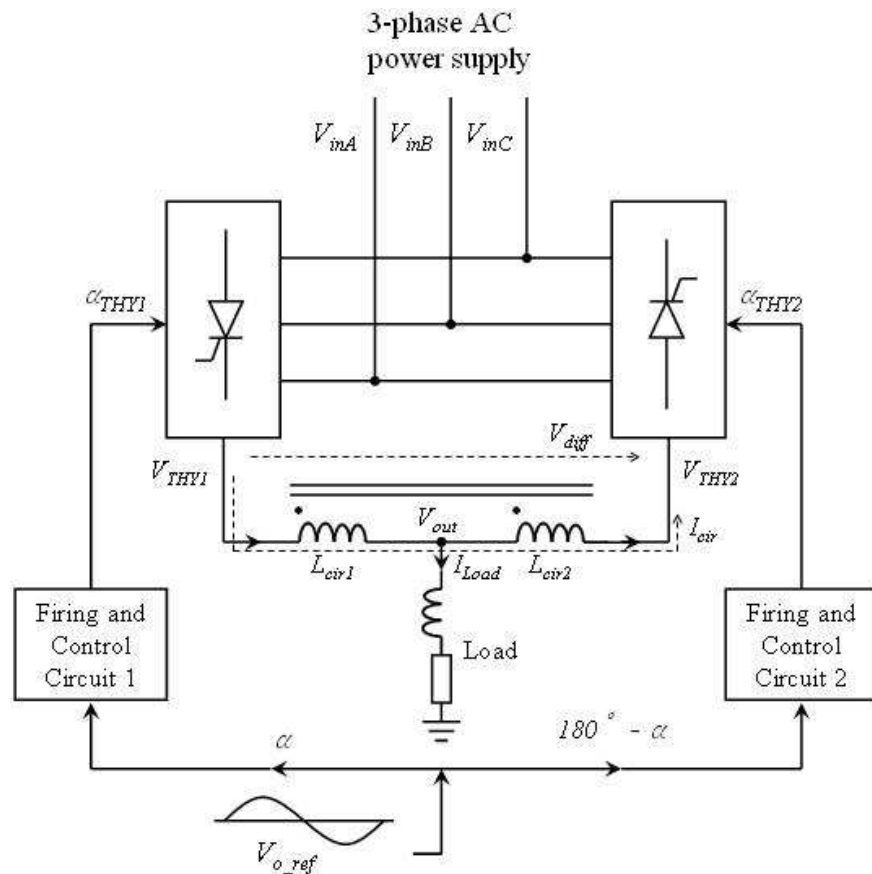 3-phase AC
power supply
V_inA
V_inB
V_inC
α_THY1
α_THY2
V_diff
V_THY1
V_THY2
V_out
I_cir
L_cir1
I_Load
L_cir2
Firing and
Control
Circuit 1
Load
Firing and
Control
Circuit 2
α
180° - α
V_o_ref